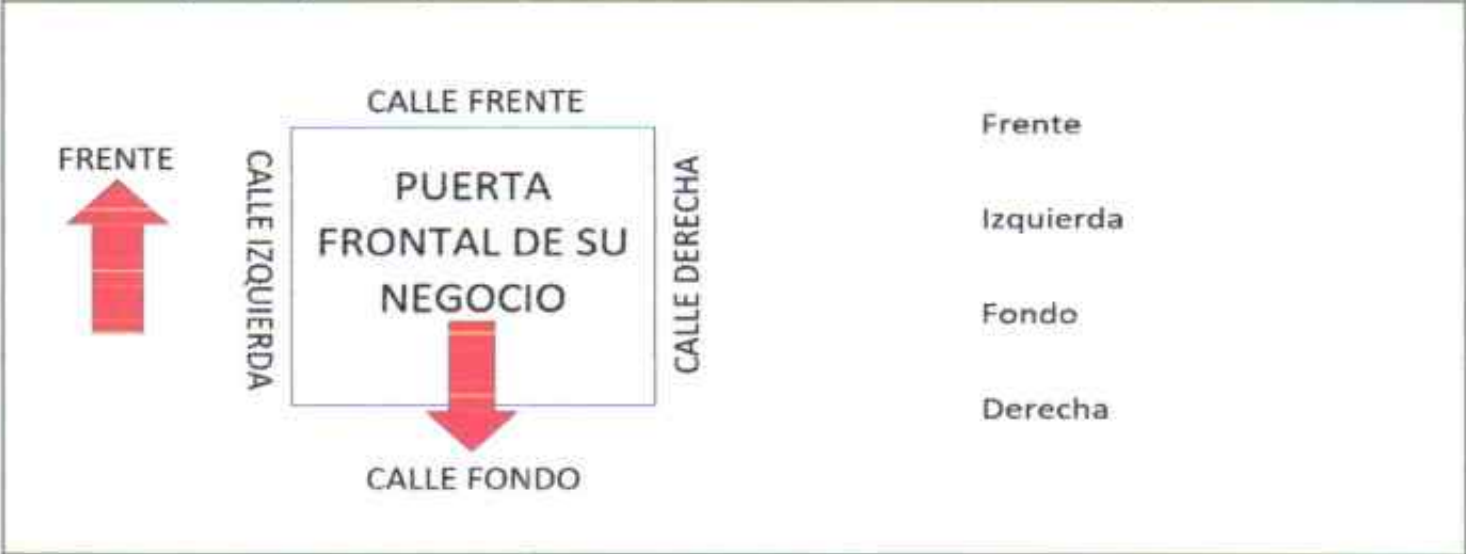 CALLE FRENTE
FRENTE
CALLE IZQUIERDA
PUERTA
FRONTAL DE SU
NEGOCIO
CALLE DERECHA
CALLE FONDO
Frente
Izquierda
Fondo
Derecha